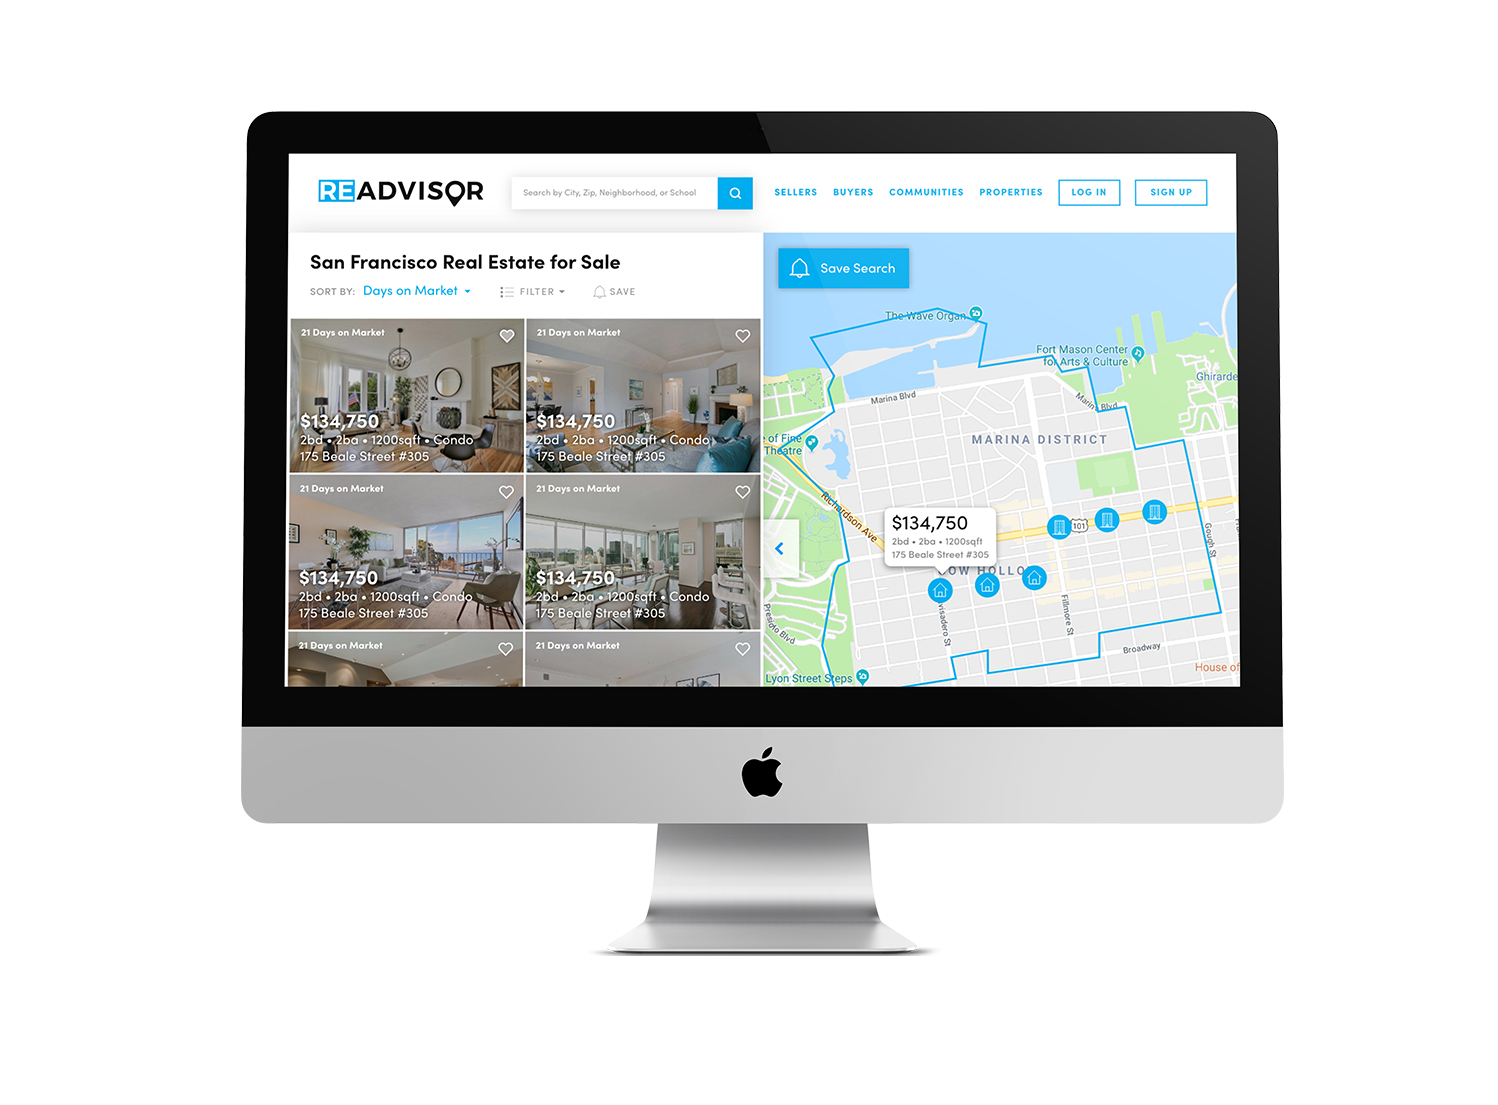 READVISOR
Search by City, Zip, Neighborhood, or School
SELLERS
BUYERS
COMMUNITIES
PROPERTIES
LOG IN
SIGN UP
San Francisco Real Estate for Sale
SORT BY: Days on Market
FILTER
SAVE
21 Days on Market
$134,750
2bd • 2ba • 1200sqft • Condo
175 Beale Street #305
21 Days on Market
$134,750
2bd • 2ba • 1200sqft • Condo
175 Beale Street #305
21 Days on Market
$134,750
2bd • 2ba • 1200sqft • Condo
175 Beale Street #305
21 Days on Market
$134,750
2bd • 2ba • 1200sqft • Condo
175 Beale Street #305
21 Days on Market
21 Days on Market
Save Search
The Wave Organ
Fort Mason Center
for Arts & Culture
Ghirarde
Marina Blvd
Marina Blvd
MARINA DISTRICT
e of Fine
Theatre
Richardson Ave
$134,750
2bd • 2ba • 1200sqft
175 Beale Street #305
101
Gough St
OW HOLLO
visadero St
Fillmore St
Presidio Blvd
Broadway
House of
Lyon Street Steps